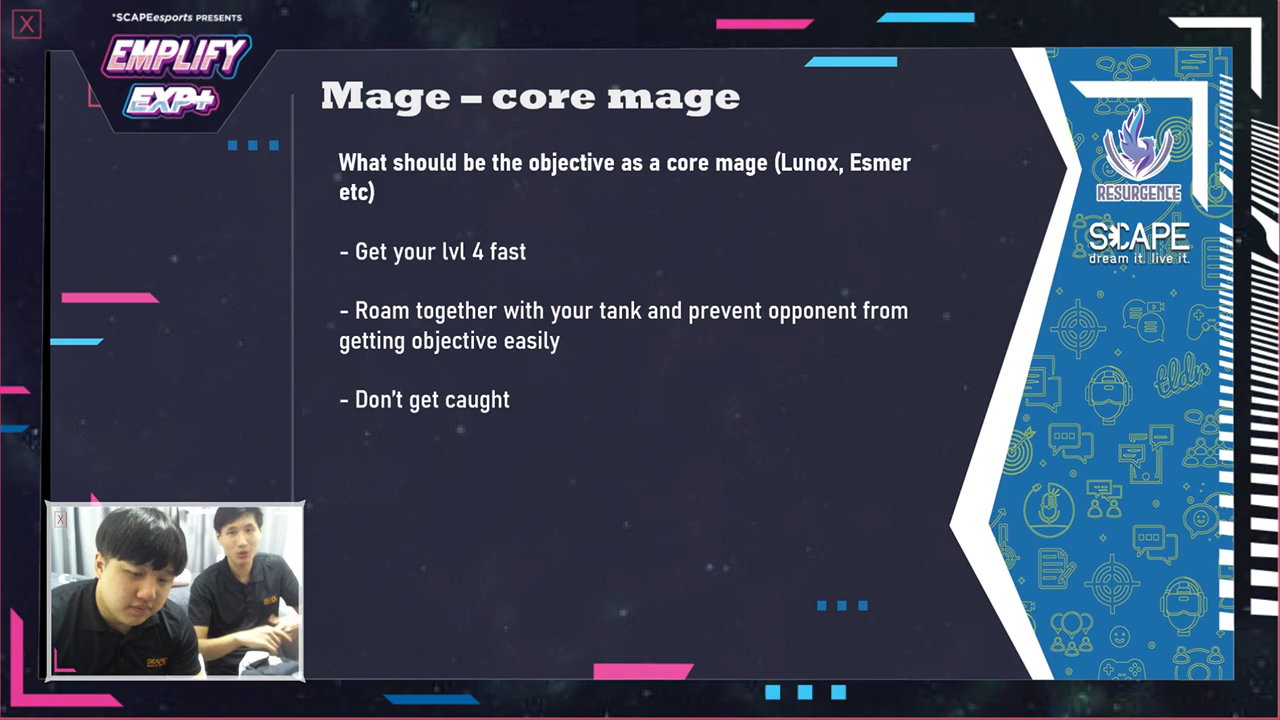 *SCAPEesports PRESENTS
EMPLIFY
EXP+
Mage – core mage
What should be the objective as a core mage (Lunox, Esmer
etc)
- Get your lvl 4 fast
- Roam together with your tank and prevent opponent from
getting objective easily
- Don't get caught
RESURGENCE
S*CAPE
dream it. live it.
tldr